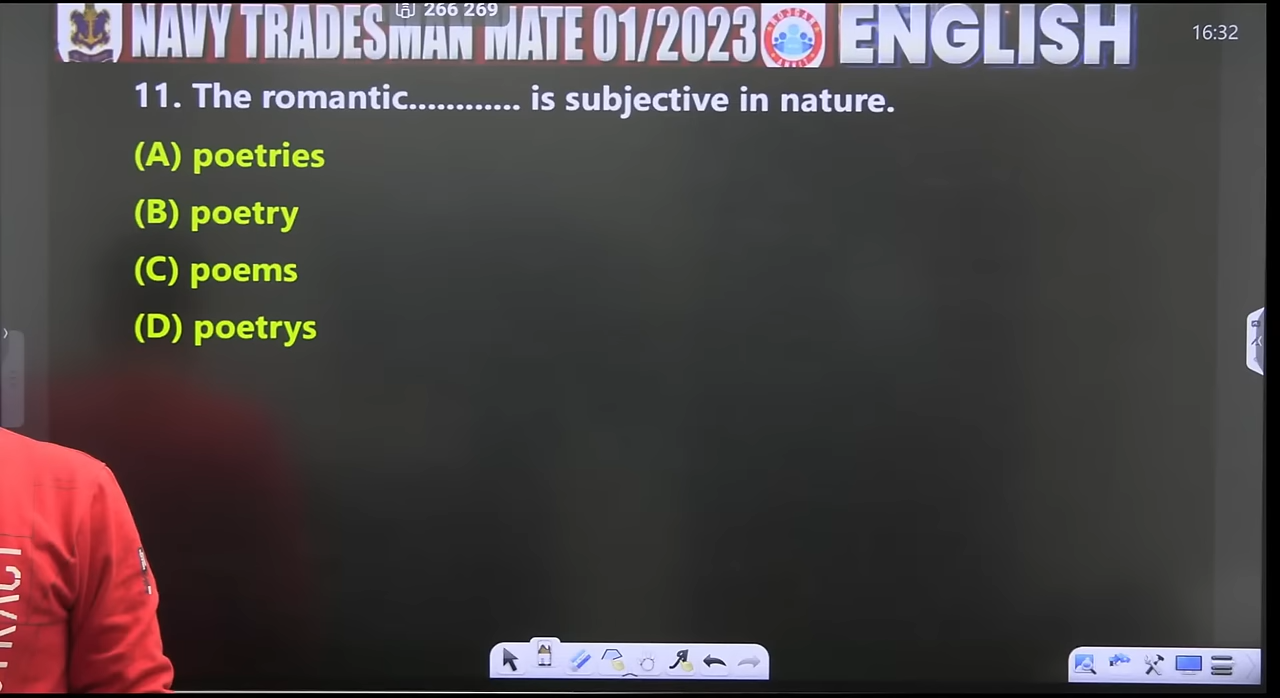 266 269
NAVY TRADESMAN MATE 01/2023 ENGLISH
16:32
11. The romantic............ is subjective in nature.
(A) poetries
(B) poetry
(C) poems
(D) poetrys